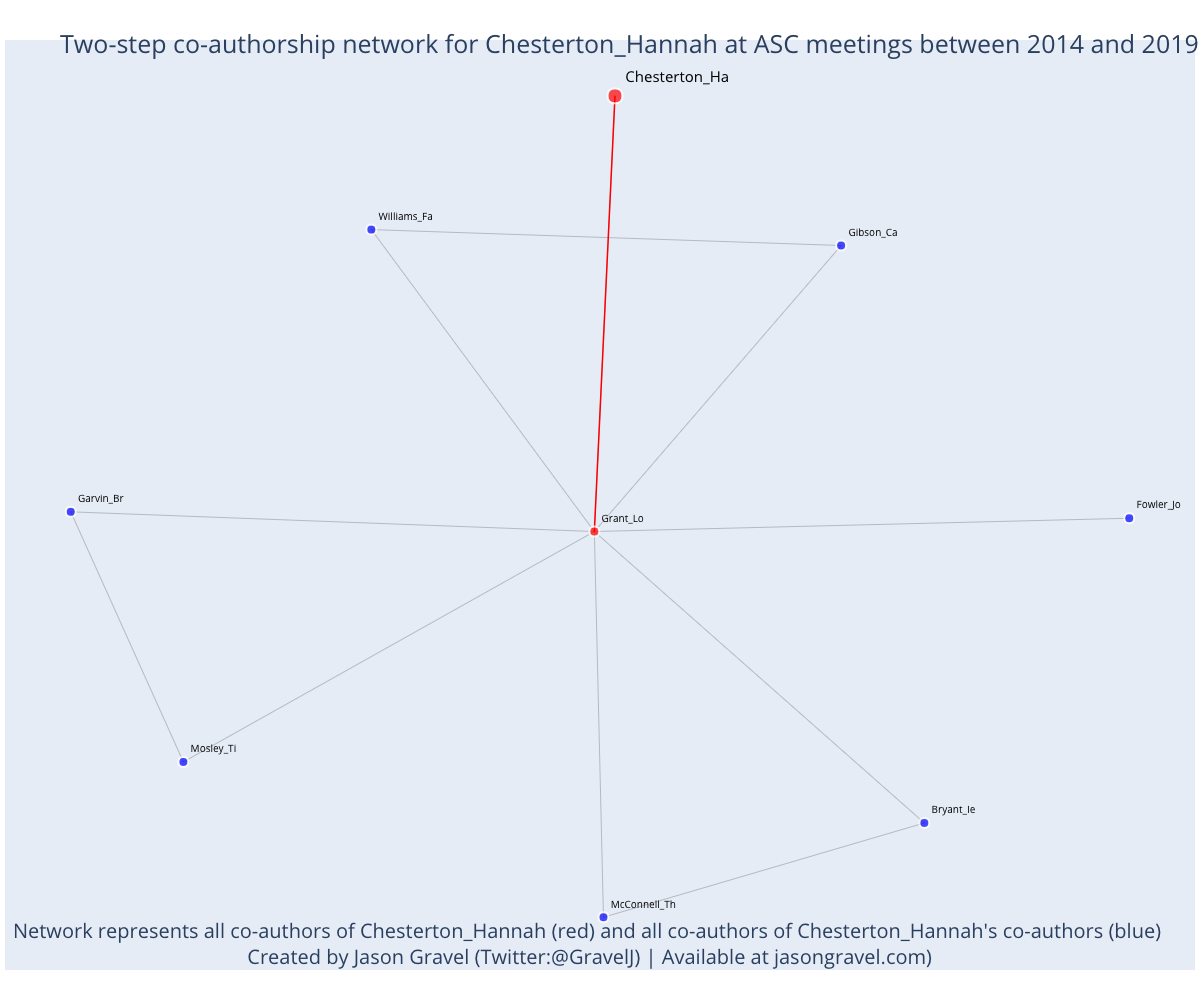 Two-step co-authorship network for Chesterton_Hannah at ASC meetings between 2014 and 2019
Chesterton_Ha
Williams_Fa
Gibson_Ca
Garvin_Br
Fowler_Jo
Grant_Lo
Mosley_Ti
Bryant_Ie
McConnell_Th
Network represents all co-authors of Chesterton_Hannah (red) and all co-authors of Chesterton_Hannah's co-authors (blue)
Created by Jason Gravel (Twitter:@GravelJ) | Available at jasongravel.com)